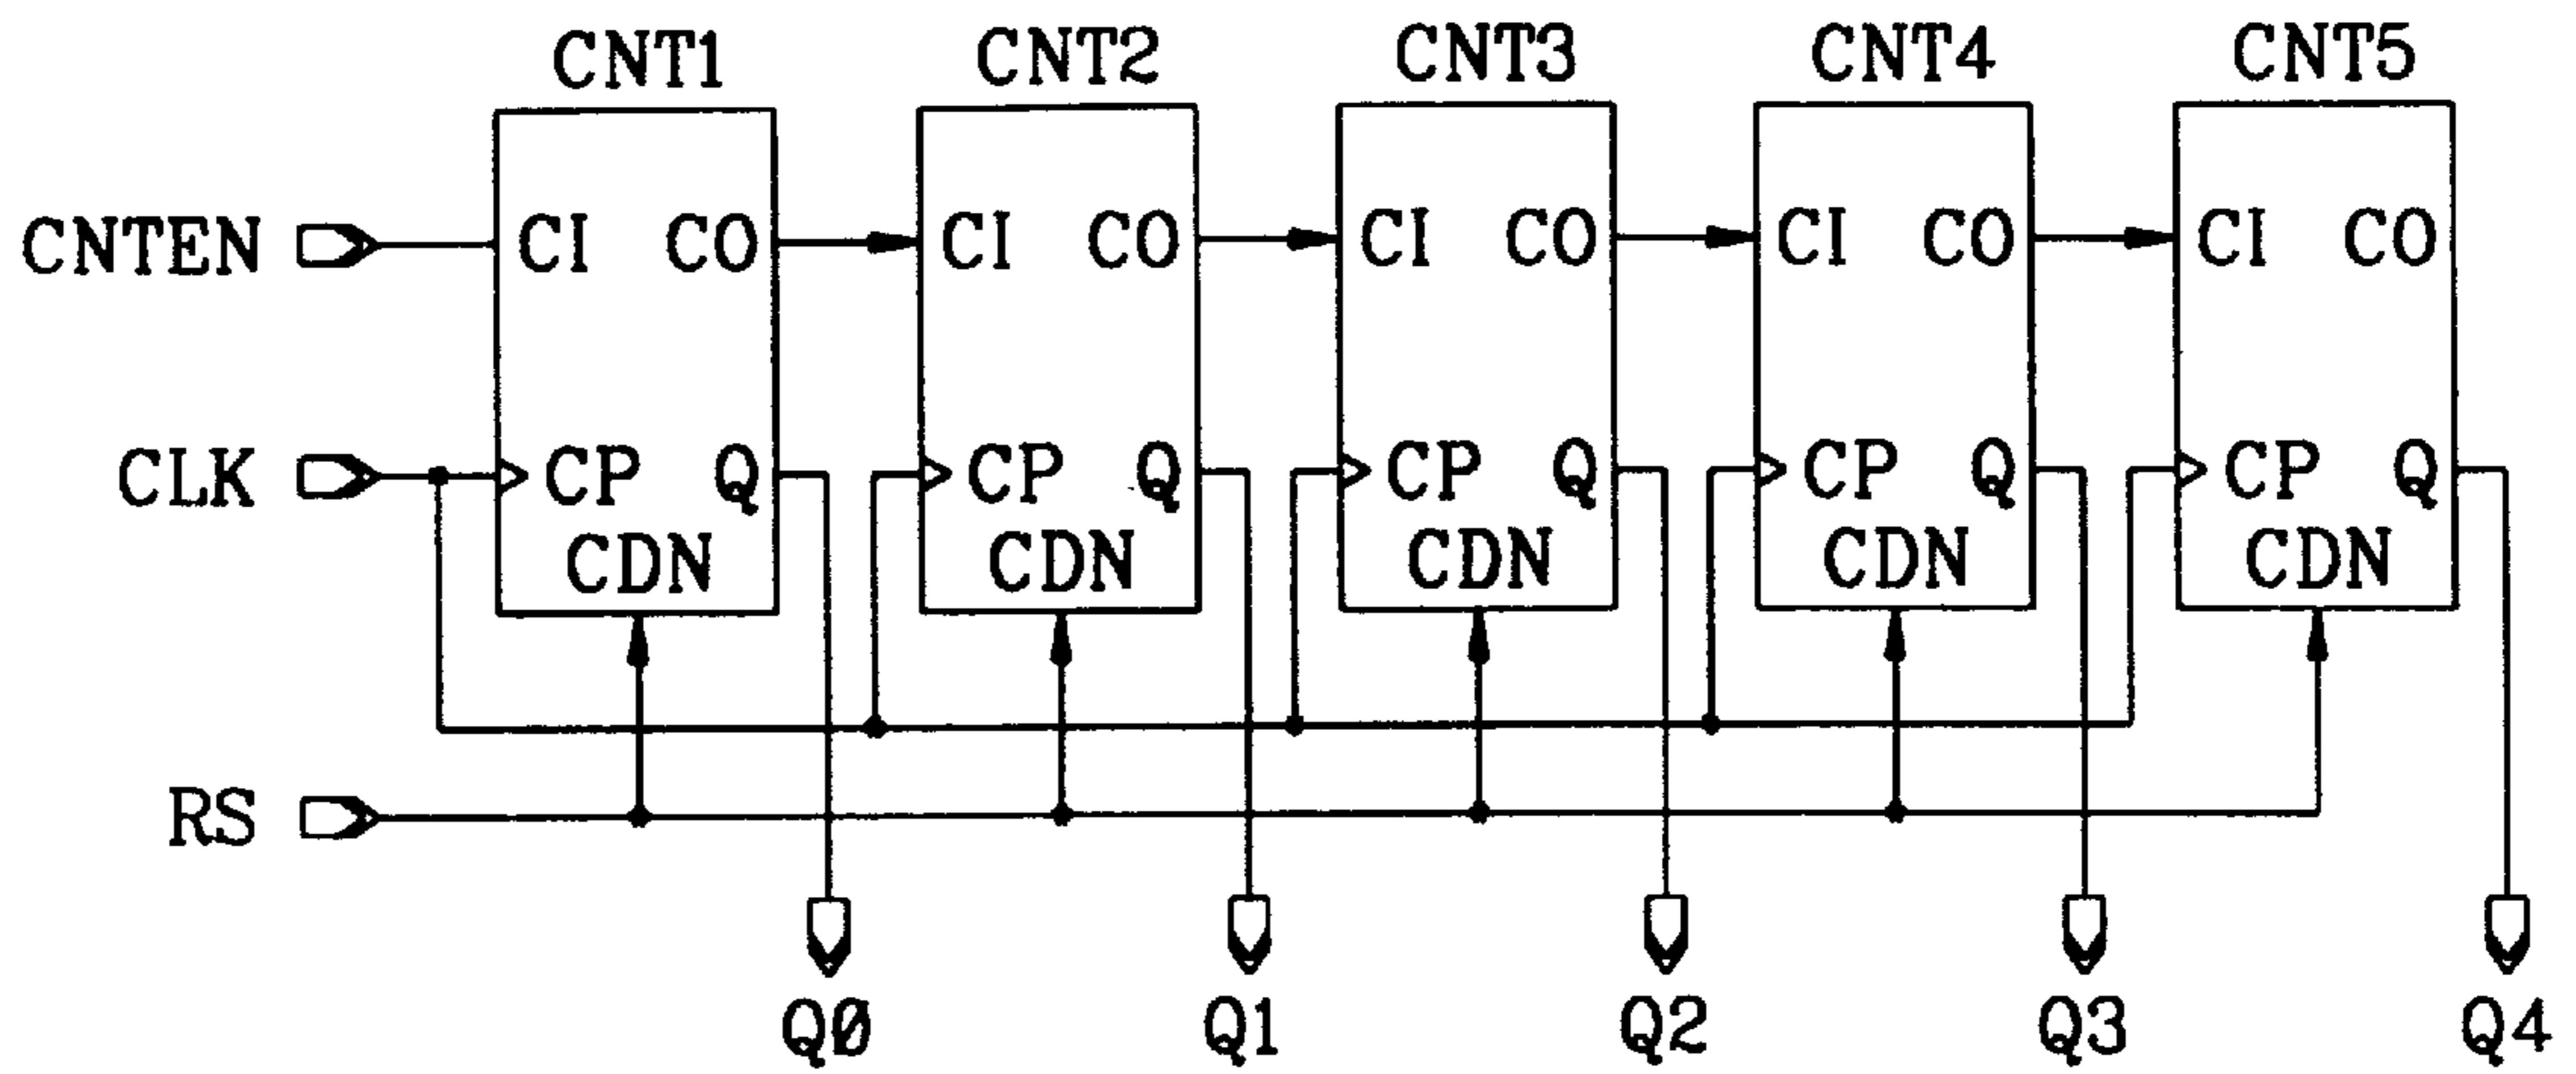 CNT1 CNT2 CNT3 CNT4 CNT5
CNTEN CI CO CI CO CI CO CI CO CI CO
CLK CP Q CP Q CP Q CP Q CP Q
CDN CDN CDN CDN CDN
RS
Q0 Q1 Q2 Q3 Q4